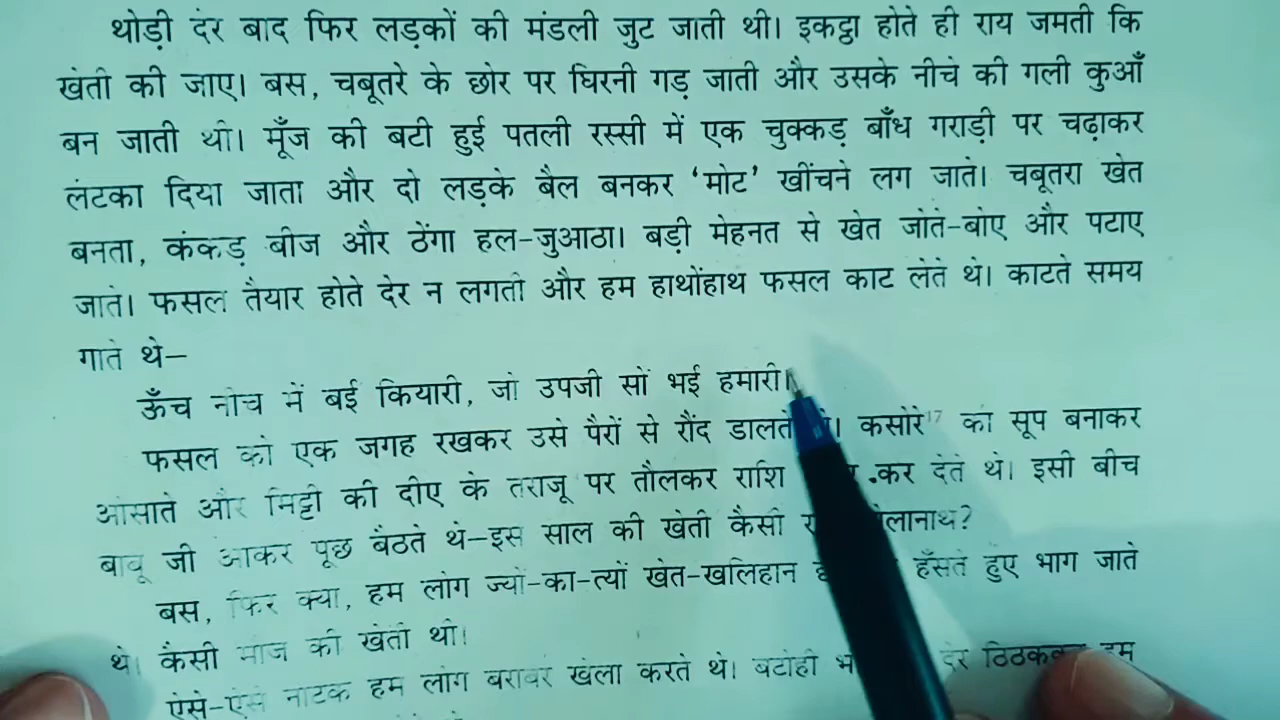 थोड़ी देर बाद फिर लड़कों की मंडली जुट जाती थी। इकट्ठा होते ही राय जमती कि
खेती की जाए। बस, चबूतरे के छोर पर घिरनी गड़ जाती और उसके नीचे की गली कुआँ
बन जाती थी। मूँज की बटी हुई पतली रस्सी में एक चुक्कड़ बाँध गराड़ी पर चढ़ाकर
लटका दिया जाता और दो लड़के बैल बनकर ‘मोट’ खींचने लग जाते। चबूतरा खेत
बनता, कंकड़ बीज और ठेंगा हल-जुआठा। बड़ी मेहनत से खेत जोते-बोए और पटाए
जाते। फसल तैयार होते देर न लगती और हम हाथोंहाथ फसल काट लेते थे। काटते समय
गाते थे—
ऊँच नीच में बई कियारी, जो उपजी सो भई हमारी।
फसल को एक जगह रखकर उसे पैरों से रौंद डालते थे। कसोरे17 का सूप बनाकर
ओसाते और मिट्टी की दीए के तराजू पर तौलकर राशि कर देते थे। इसी बीच
बाबू जी आकर पूछ बैठते थे—इस साल की खेती कैसी भोलानाथ?
बस, फिर क्या, हम लोग ज्यों-का-त्यों खेत-खलिहान हँसते हुए भाग जाते
थे। कैसी मौज की खेती थी।
ऐसे-ऐसे नाटक हम लोग बराबर खेला करते थे। बटोही देर ठिठककर हम